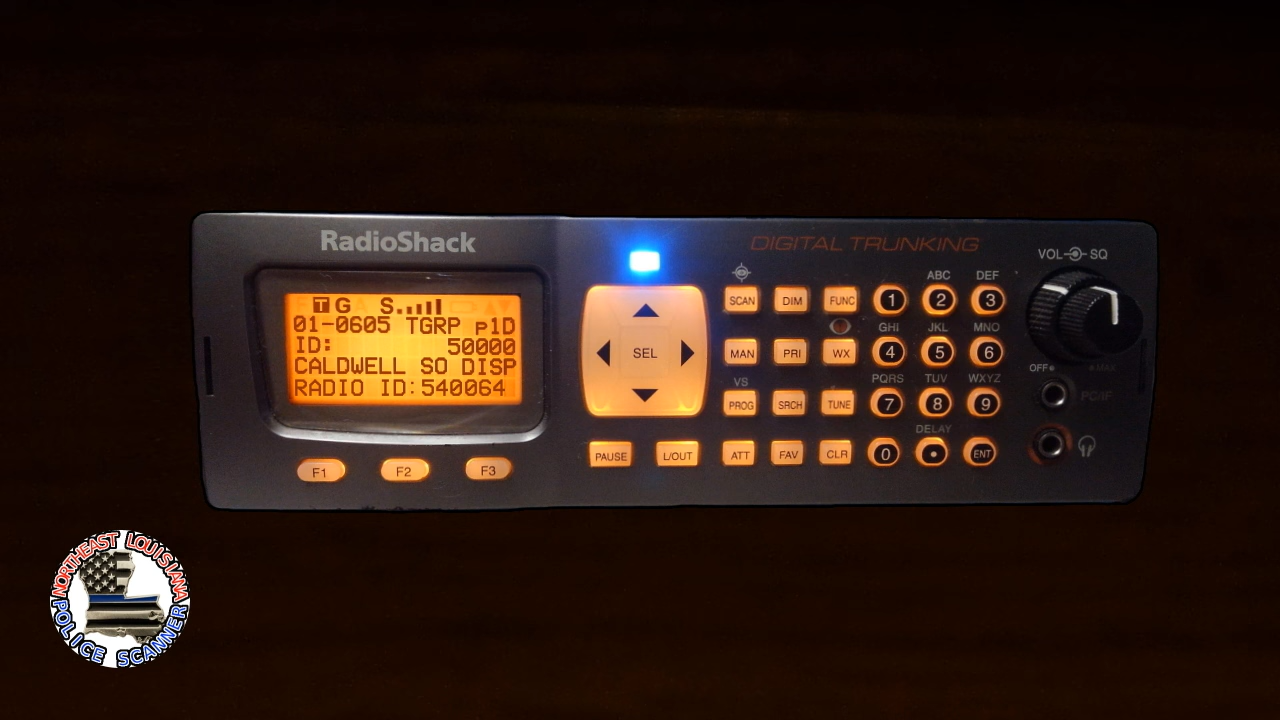 RadioShack
DIGITAL TRUNKING
VOL SQ
T G S
01-0605 TGRP p1D
ID: 50000
CALDWELL SO DISP
RADIO ID:540064
F1 F2 F3
SEL
PAUSE L/OUT
ABC DEF
SCAN DIM FUNC 1 2 3
GHI JKL MNO
MAN PRI WX 4 5 6
VS PQRS TUV WXYZ
PROG SRCH TUNE 7 8 9
DELAY
ATT FAV CLR 0 • ENT
OFF MAX
PC/IF
NORTHEAST LOUISIANA
POLICE SCANNER